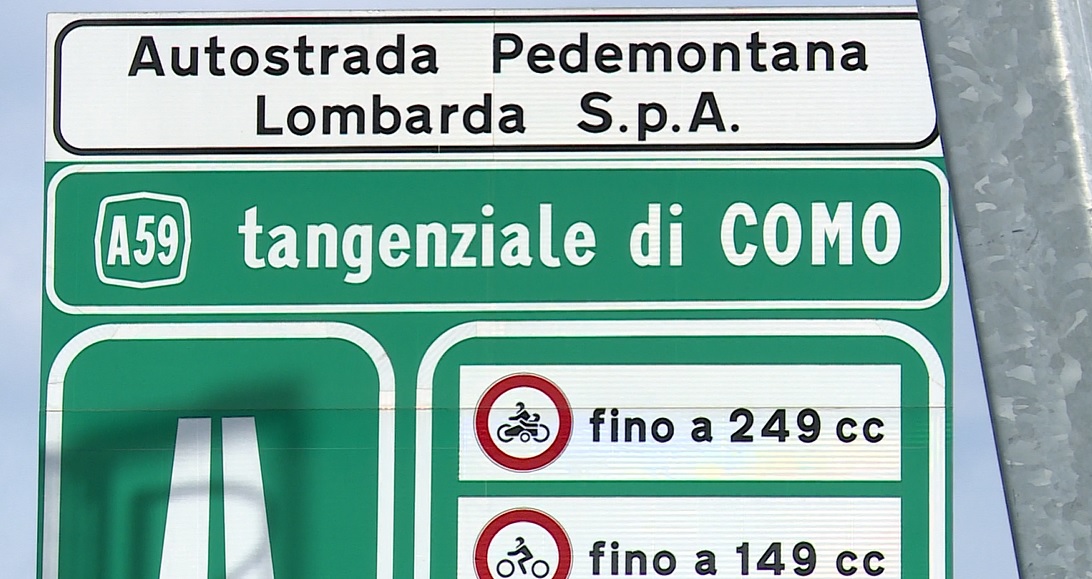 Autostrada Pedemontana
Lombarda S.p.A.
A59 tangenziale di COMO
fino a 249 cc
fino a 149 cc